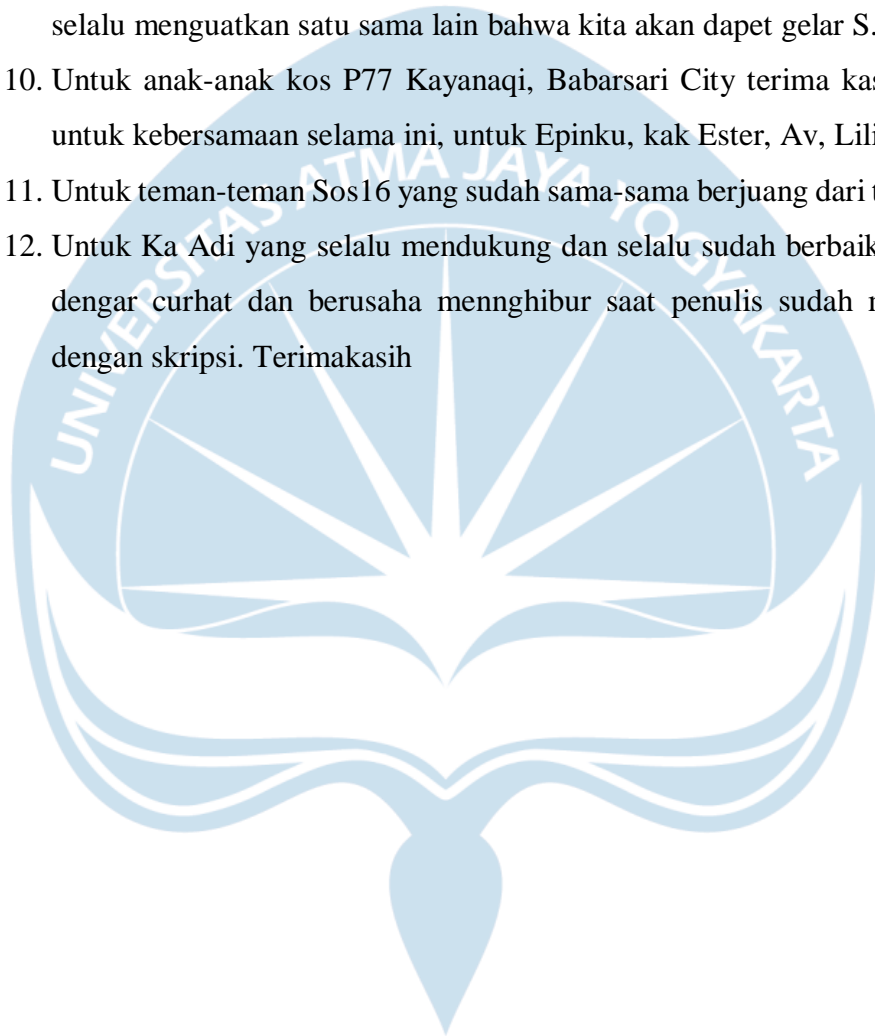 selalu menguatkan satu sama lain bahwa kita akan dapet gelar S.
10. Untuk anak-anak kos P77 Kayanaqi, Babarsari City terima
untuk kebersamaan selama ini, untuk Epinku, kak Ester, Av,
11. Untuk teman-teman Sos16 yang sudah sama-sama berjuang dari
12. Untuk Ka Adi yang selalu mendukung dan selalu sudah
dengar curhat dan berusaha mennghibur saat penulis sudah
dengan skripsi. Terimakasih
UNIVERSITAS ATMA JAYA YOGYAKARTA